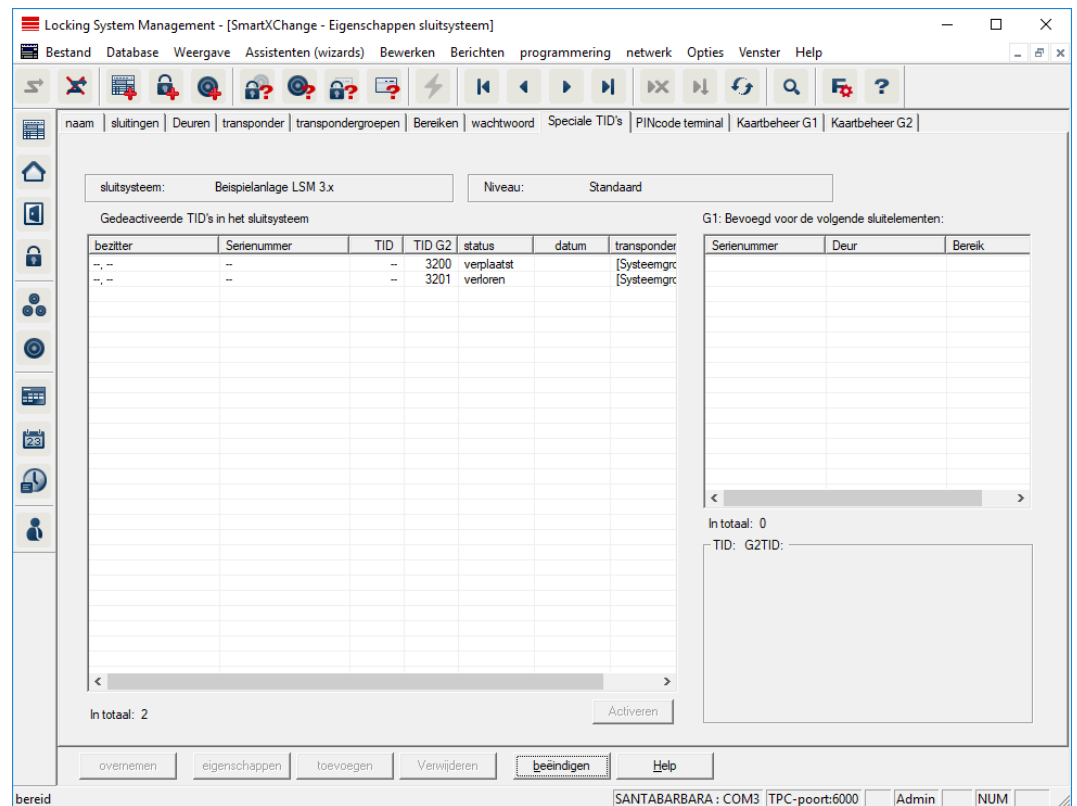 Locking System Management - [SmartXChange - Eigenschappen sluitsysteem]
Bestand Database Weergave Assistenten (wizards) Bewerken Berichten programmering netwerk Opties Venster Help
naam sluitingen Deuren transponder transpondergroepen Bereiken wachtwoord Speciale TID's PINcode terminal Kaartbeheer G1 Kaartbeheer G2
sluitsysteem: Beispielanlage LSM 3.x Niveau: Standaard
Gedeactiveerde TID's in het sluitsysteem
bezitter Serienummer TID TID G2 status datum transponder
--, -- -- -- 3200 verplaatst [Systeemgrc
--, -- -- -- 3201 verloren [Systeemgrc
In totaal: 2
Activeren
G1: Bevoegd voor de volgende sluitelementen:
Serienummer Deur Bereik
In totaal: 0
TID: G2TID:
overnemen eigenschappen toevoegen Verwijderen beëindigen Help
bereid SANTABARBARA : COM3 TPC-poort:6000 Admin NUM
23